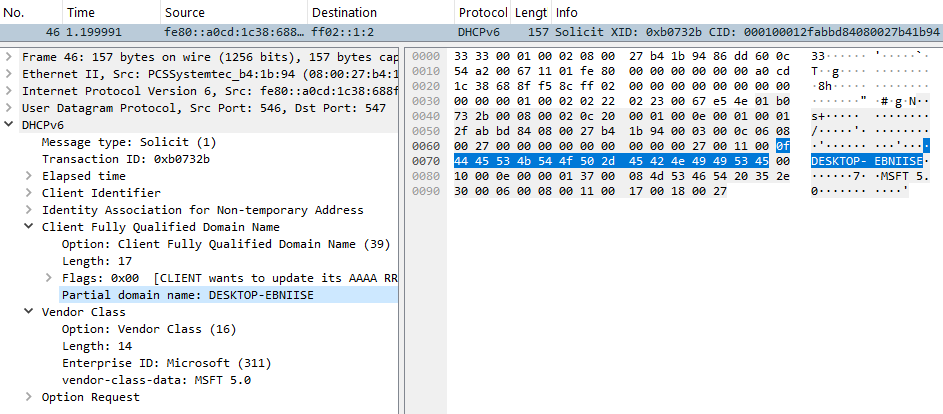 No. Time Source Destination Protocol Lengt Info
46 1.199991 fe80::a0cd:1c38:688… ff02::1:2 DHCPv6 157 Solicit XID: 0xb0732b CID: 000100012fabbd84080027b41b94
Frame 46: 157 bytes on wire (1256 bits), 157 bytes cap
Ethernet II, Src: PCSSystemtec_b4:1b:94 (08:00:27:b4:1
Internet Protocol Version 6, Src: fe80::a0cd:1c38:688f
User Datagram Protocol, Src Port: 546, Dst Port: 547
DHCPv6
Message type: Solicit (1)
Transaction ID: 0xb0732b
Elapsed time
Client Identifier
Identity Association for Non-temporary Address
Client Fully Qualified Domain Name
Option: Client Fully Qualified Domain Name (39)
Length: 17
Flags: 0x00 [CLIENT wants to update its AAAA RR
Partial domain name: DESKTOP-EBNIISE
Vendor Class
Option: Vendor Class (16)
Length: 14
Enterprise ID: Microsoft (311)
vendor-class-data: MSFT 5.0
Option Request
0000 33 33 00 01 00 02 08 00 27 b4 1b 94 86 dd 60 0c 33······ '·····`·
0010 54 a2 00 67 11 01 fe 80 00 00 00 00 00 00 a0 cd T··g···· ········
0020 1c 38 68 8f f5 8c ff 02 00 00 00 00 00 00 00 00 ·8h····· ········
0030 00 00 00 01 00 02 02 22 02 23 00 67 e5 4e 01 b0 ·······" ·#·g·N··
0040 73 2b 00 08 00 02 0c 20 00 01 00 0e 00 01 00 01 s+····· ········
0050 2f ab bd 84 08 00 27 b4 1b 94 00 03 00 0c 06 08 /·····'· ········
0060 00 27 00 00 00 00 00 00 00 00 00 27 00 11 00 0f ·'······ ···'····
0070 44 45 53 4b 54 4f 50 2d 45 42 4e 49 49 53 45 00 DESKTOP- EBNIISE·
0080 10 00 0e 00 00 01 37 00 08 4d 53 46 54 20 35 2e ······7· ·MSFT 5.
0090 30 00 06 00 08 00 11 00 17 00 18 00 27 0······· ····'